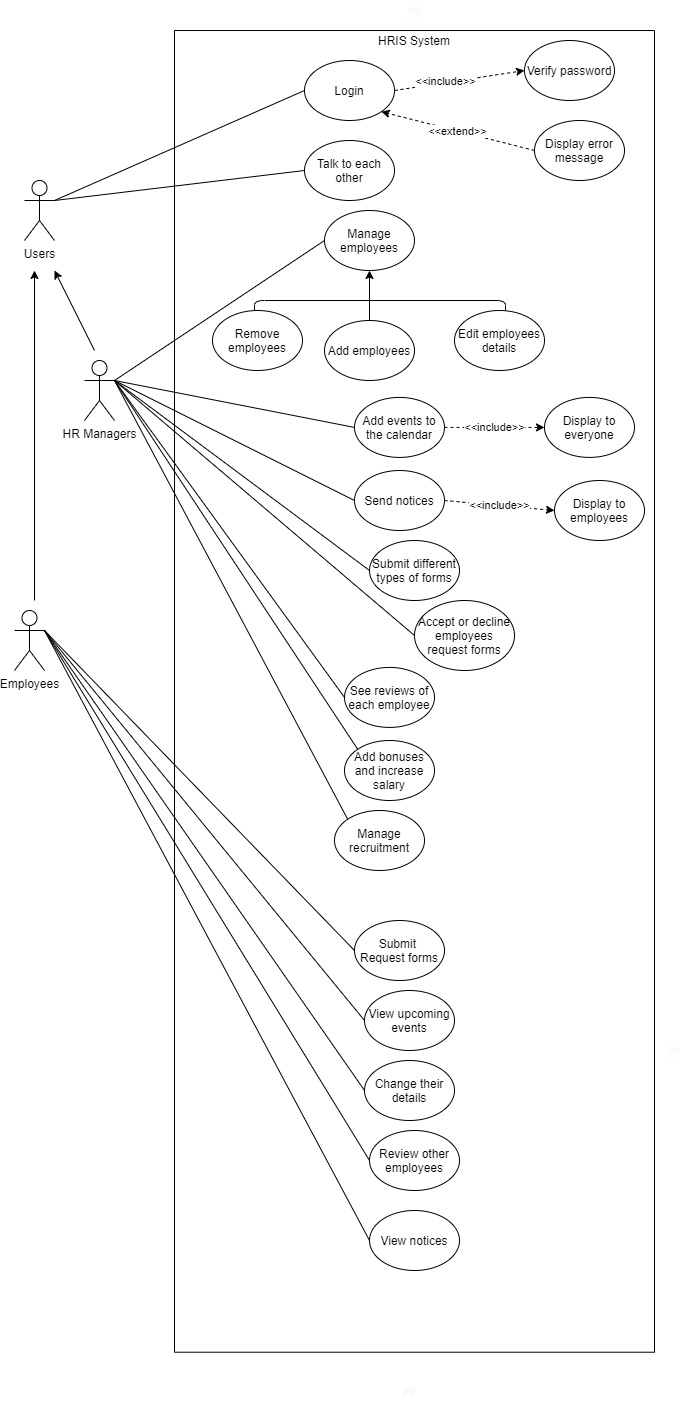 HRIS System
Login
<<include>>
Verify password
<<extend>>
Display error
message
Talk to each
other
Users
Manage
employees
Remove
employees
Add employees
Edit employees
details
HR Managers
Add events to
the calendar
<<include>>
Display to
everyone
Send notices
<<include>>
Display to
employees
Submit different
types of forms
Accept or decline
employees
request forms
Employees
See reviews of
each employee
Add bonuses
and increase
salary
Manage
recruitment
Submit
Request forms
View upcoming
events
Change their
details
Review other
employees
View notices